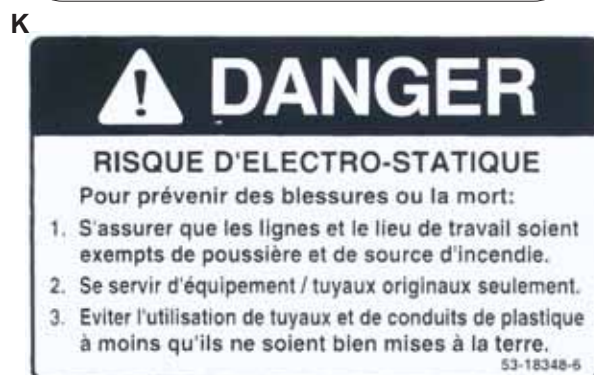 K
DANGER
RISQUE D'ELECTRO-STATIQUE
Pour prévenir des blessures ou la mort:
1. S'assurer que les lignes et le lieu de travail soient
exempts de poussière et de source d'incendie.
2. Se servir d'équipement / tuyaux originaux seulement.
3. Eviter l'utilisation de tuyaux et de conduits de plastique
à moins qu'ils ne soient bien mises à la terre.
53-18348-6